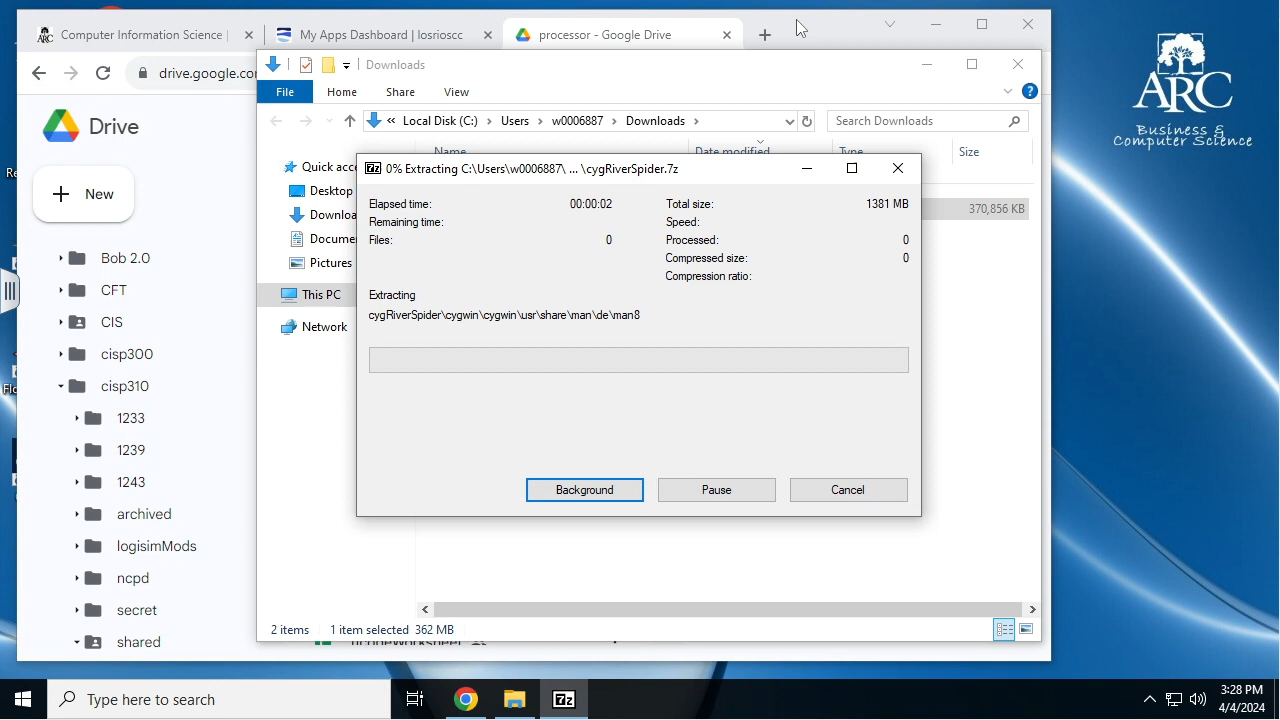 Computer Information Science |
My Apps Dashboard | losrioscc
processor - Google Drive
drive.google.com
Drive
New
Bob 2.0
CFT
CIS
cisp300
cisp310
1233
1239
1243
archived
logisimMods
ncpd
secret
shared
Downloads
File
Home
Share
View
« Local Disk (C:) > Users > w0006887 > Downloads >
Search Downloads
Name
Date modified
Type
Size
370,856 KB
Quick acce
Desktop
Downloa
Docume
Pictures
This PC
Network
7z 0% Extracting C:\Users\w0006887\ ... \cygRiverSpider.7z
Elapsed time: 00:00:02
Total size: 1381 MB
Remaining time:
Speed:
Files: 0
Processed: 0
Compressed size: 0
Compression ratio:
Extracting
cygRiverSpider\cygwin\cygwin\usr\share\man\de\man8
Background
Pause
Cancel
2 items
1 item selected 362 MB
Re
Flo
ARC
Business &
Computer Science
Type here to search
7z
3:28 PM
4/4/2024